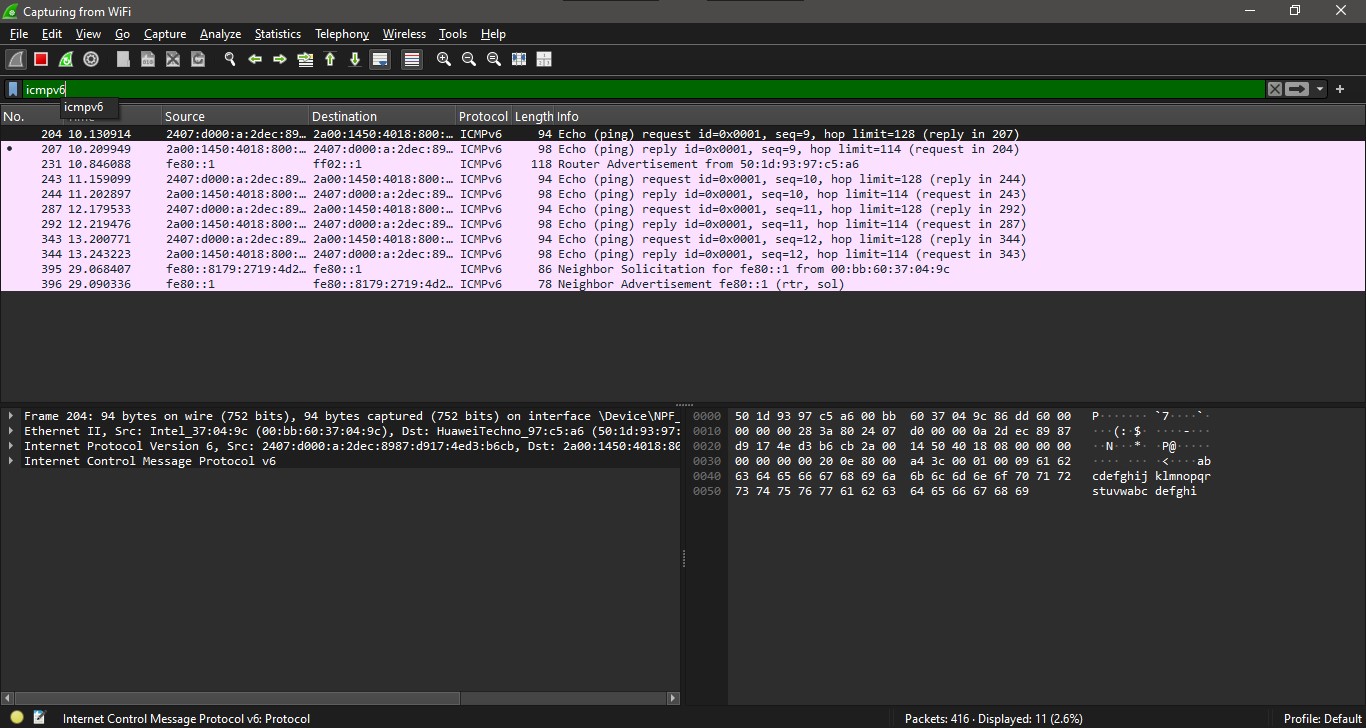 Capturing from WiFi
File Edit View Go Capture Analyze Statistics Telephony Wireless Tools Help
icmpv6
icmpv6
No. Source Destination Protocol Length Info
204 10.130914 2407:d000:a:2dec:89… 2a00:1450:4018:800:… ICMPv6 94 Echo (ping) request id=0x0001, seq=9, hop limit=128 (reply in 207)
207 10.209949 2a00:1450:4018:800:… 2407:d000:a:2dec:89… ICMPv6 98 Echo (ping) reply id=0x0001, seq=9, hop limit=114 (request in 204)
231 10.846088 fe80::1 ff02::1 ICMPv6 118 Router Advertisement from 50:1d:93:97:c5:a6
243 11.159099 2407:d000:a:2dec:89… 2a00:1450:4018:800:… ICMPv6 94 Echo (ping) request id=0x0001, seq=10, hop limit=128 (reply in 244)
244 11.202897 2a00:1450:4018:800:… 2407:d000:a:2dec:89… ICMPv6 98 Echo (ping) reply id=0x0001, seq=10, hop limit=114 (request in 243)
287 12.179533 2407:d000:a:2dec:89… 2a00:1450:4018:800:… ICMPv6 94 Echo (ping) request id=0x0001, seq=11, hop limit=128 (reply in 292)
292 12.219476 2a00:1450:4018:800:… 2407:d000:a:2dec:89… ICMPv6 98 Echo (ping) reply id=0x0001, seq=11, hop limit=114 (request in 287)
343 13.200771 2407:d000:a:2dec:89… 2a00:1450:4018:800:… ICMPv6 94 Echo (ping) request id=0x0001, seq=12, hop limit=128 (reply in 344)
344 13.243223 2a00:1450:4018:800:… 2407:d000:a:2dec:89… ICMPv6 98 Echo (ping) reply id=0x0001, seq=12, hop limit=114 (request in 343)
395 29.068407 fe80::8179:2719:4d2… fe80::1 ICMPv6 86 Neighbor Solicitation for fe80::1 from 00:bb:60:37:04:9c
396 29.090336 fe80::1 fe80::8179:2719:4d2… ICMPv6 78 Neighbor Advertisement fe80::1 (rtr, sol)
Frame 204: 94 bytes on wire (752 bits), 94 bytes captured (752 bits) on interface \Device\NPF_
Ethernet II, Src: Intel_37:04:9c (00:bb:60:37:04:9c), Dst: HuaweiTechno_97:c5:a6 (50:1d:93:97:
Internet Protocol Version 6, Src: 2407:d000:a:2dec:8987:d917:4ed3:b6cb, Dst: 2a00:1450:4018:80
Internet Control Message Protocol v6
0000 50 1d 93 97 c5 a6 00 bb 60 37 04 9c 86 dd 60 00 P······· `7····`·
0010 00 00 00 28 3a 80 24 07 d0 00 00 0a 2d ec 89 87 ···(:·$· ····-···
0020 d9 17 4e d3 b6 cb 2a 00 14 50 40 18 08 00 00 00 ··N···*· ·P@·····
0030 00 00 00 00 20 0e 80 00 a4 3c 00 01 00 09 61 62 ···· ··· ·<····ab
0040 63 64 65 66 67 68 69 6a 6b 6c 6d 6e 6f 70 71 72 cdefghij klmnopqr
0050 73 74 75 76 77 61 62 63 64 65 66 67 68 69 stuvwabc defghi
Internet Control Message Protocol v6: Protocol Packets: 416 · Displayed: 11 (2.6%) Profile: Default